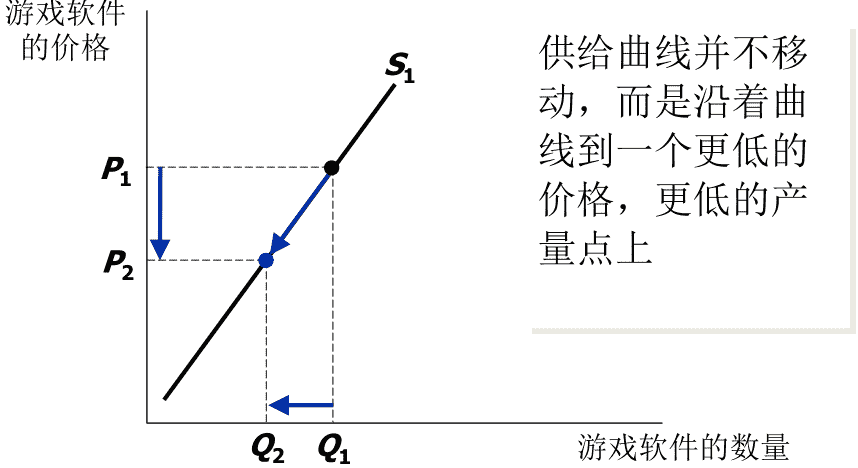 游戏软件
的价格
S1
P1
P2
Q2
Q1
游戏软件的数量
供给曲线并不移
动，而是沿着曲
线到一个更低的
价格，更低的产
量点上